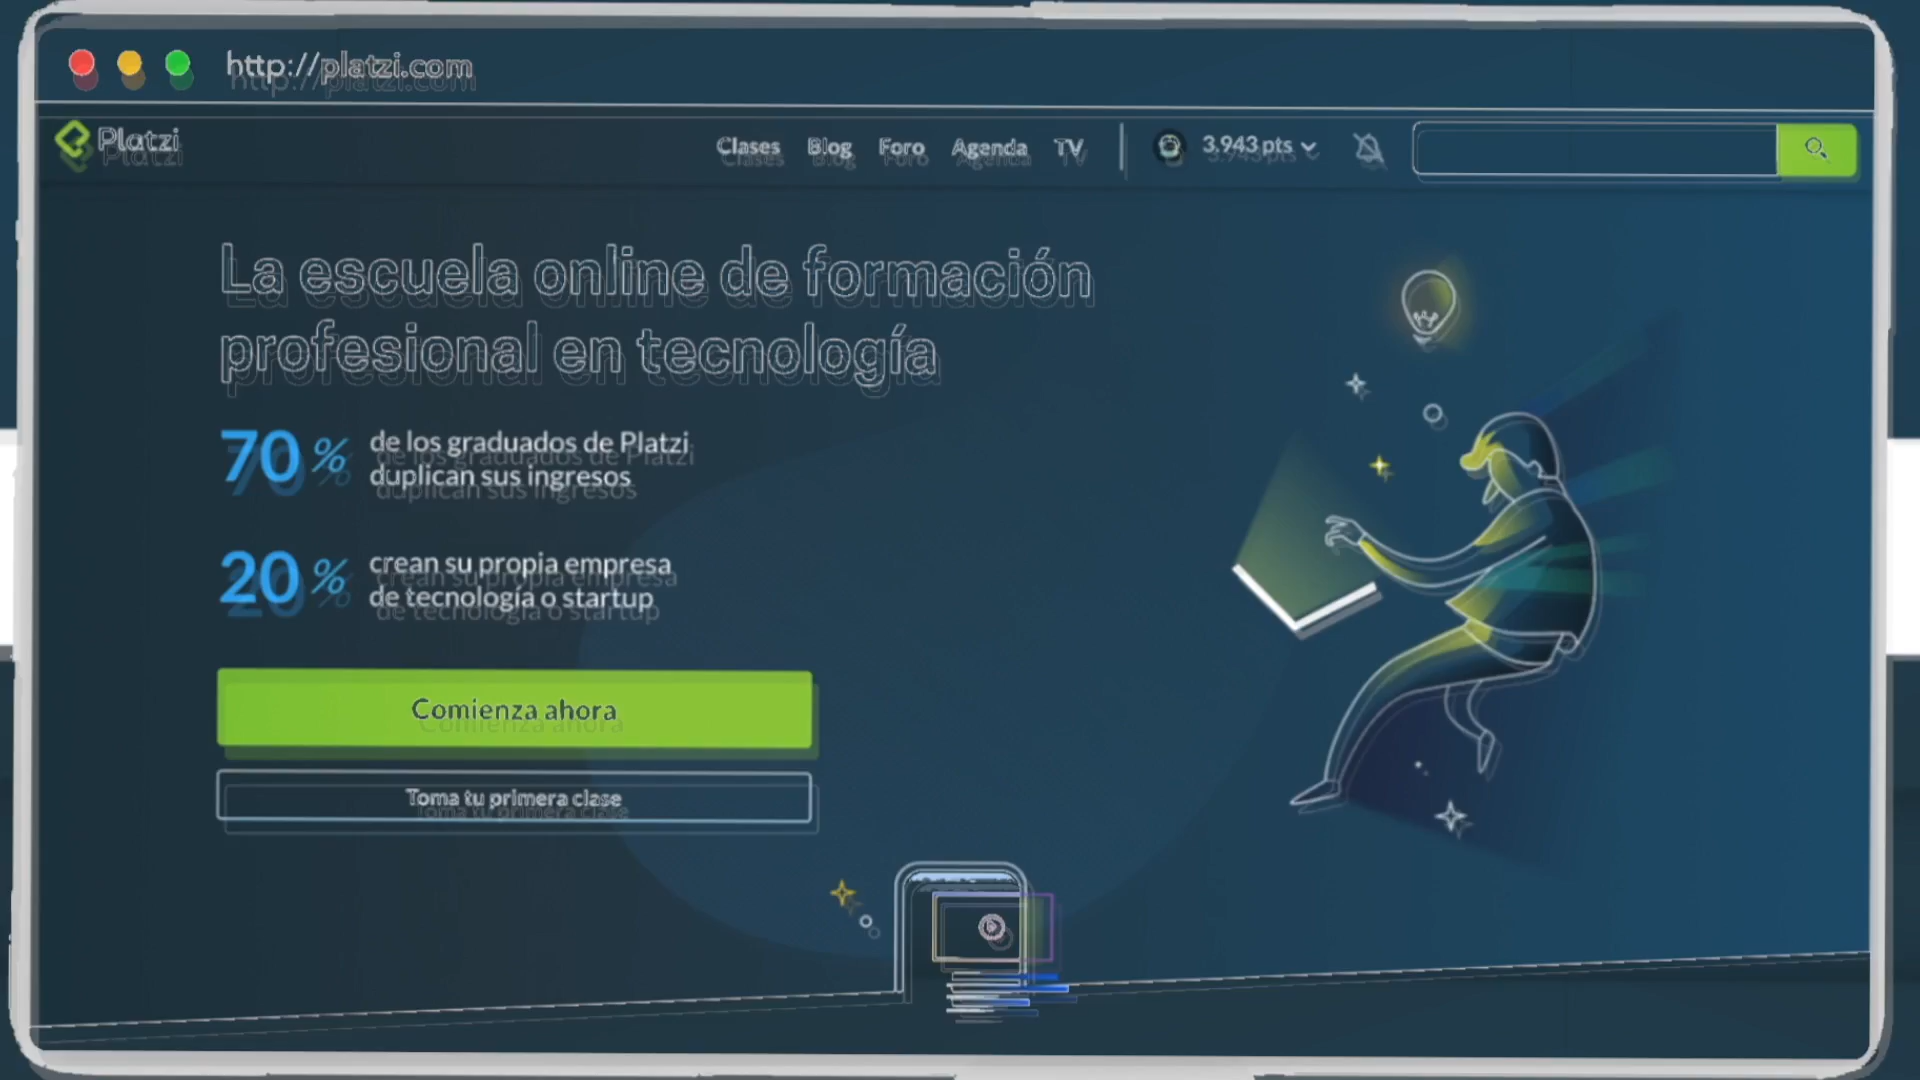 http://platzi.com
Platzi
Clases Blog Foro Agenda TV
3.943 pts
La escuela online de formación
profesional en tecnología
70 %
de los graduados de Platzi
duplican sus ingresos
20 %
crean su propia empresa
de tecnología o startup
Comienza ahora
Toma tu primera clase